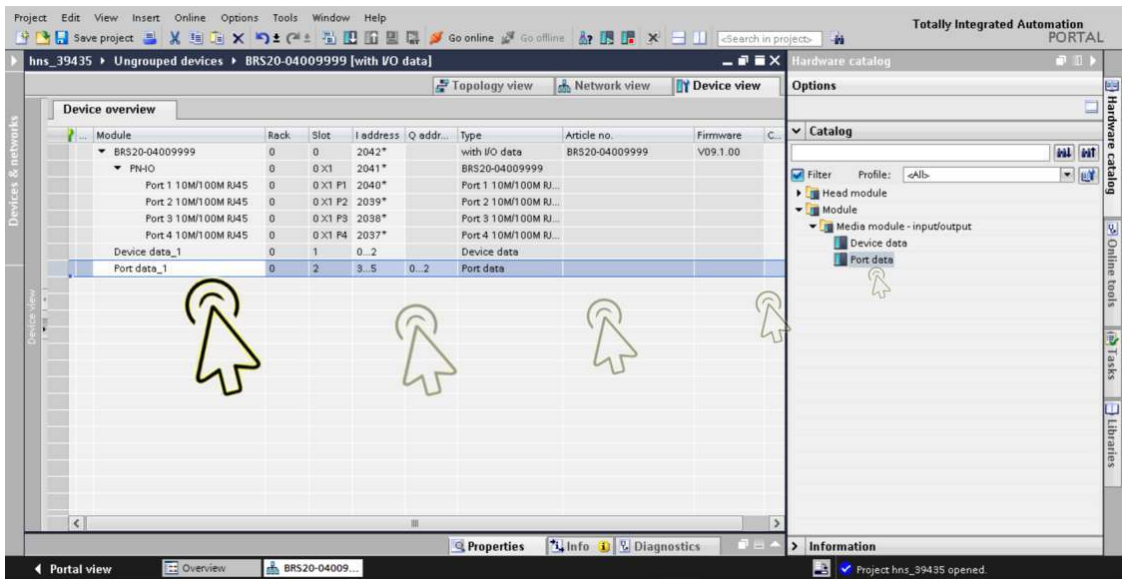 Project Edit View Insert Online Options Tools Window Help
Totally Integrated Automation
PORTAL
Save project Go online Go offline <Search in project>
hns_39435 ▸ Ungrouped devices ▸ BRS20-04009999 [with I/O data]
Hardware catalog
Topology view Network view Device view
Options
Device overview
... Module Rack Slot I address Q addr... Type Article no. Firmware C...
Catalog
BRS20-04009999 0 0 2042* with I/O data BRS20-04009999 V09.1.00
PN-IO 0 0 X1 2041* BRS20-04009999
Port 1 10M/100M RJ45 0 0 X1 P1 2040* Port 1 10M/100M RJ...
Port 2 10M/100M RJ45 0 0 X1 P2 2039* Port 2 10M/100M RJ...
Port 3 10M/100M RJ45 0 0 X1 P3 2038* Port 3 10M/100M RJ...
Port 4 10M/100M RJ45 0 0 X1 P4 2037* Port 4 10M/100M RJ...
Device data_1 0 1 0...2 Device data
Port data_1 0 2 3...5 0...2 Port data
Filter Profile: <All>
Head module
Module
Media module - input/output
Device data
Port data
Devices & networks
Device view
Hardware catalog
Online tools
Tasks
Libraries
Properties Info Diagnostics
Information
Portal view Overview BRS20-04009... Project hns_39435 opened.